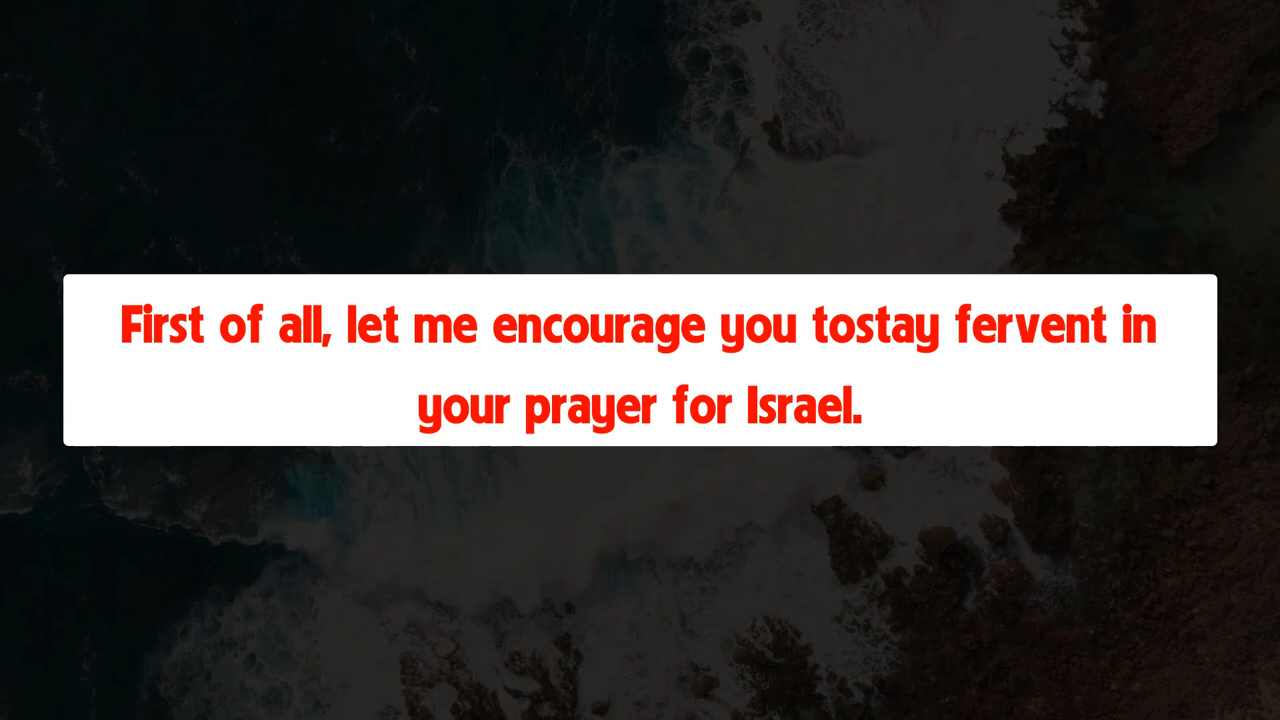 First of all, let me encourage you tostay fervent in
your prayer for Israel.